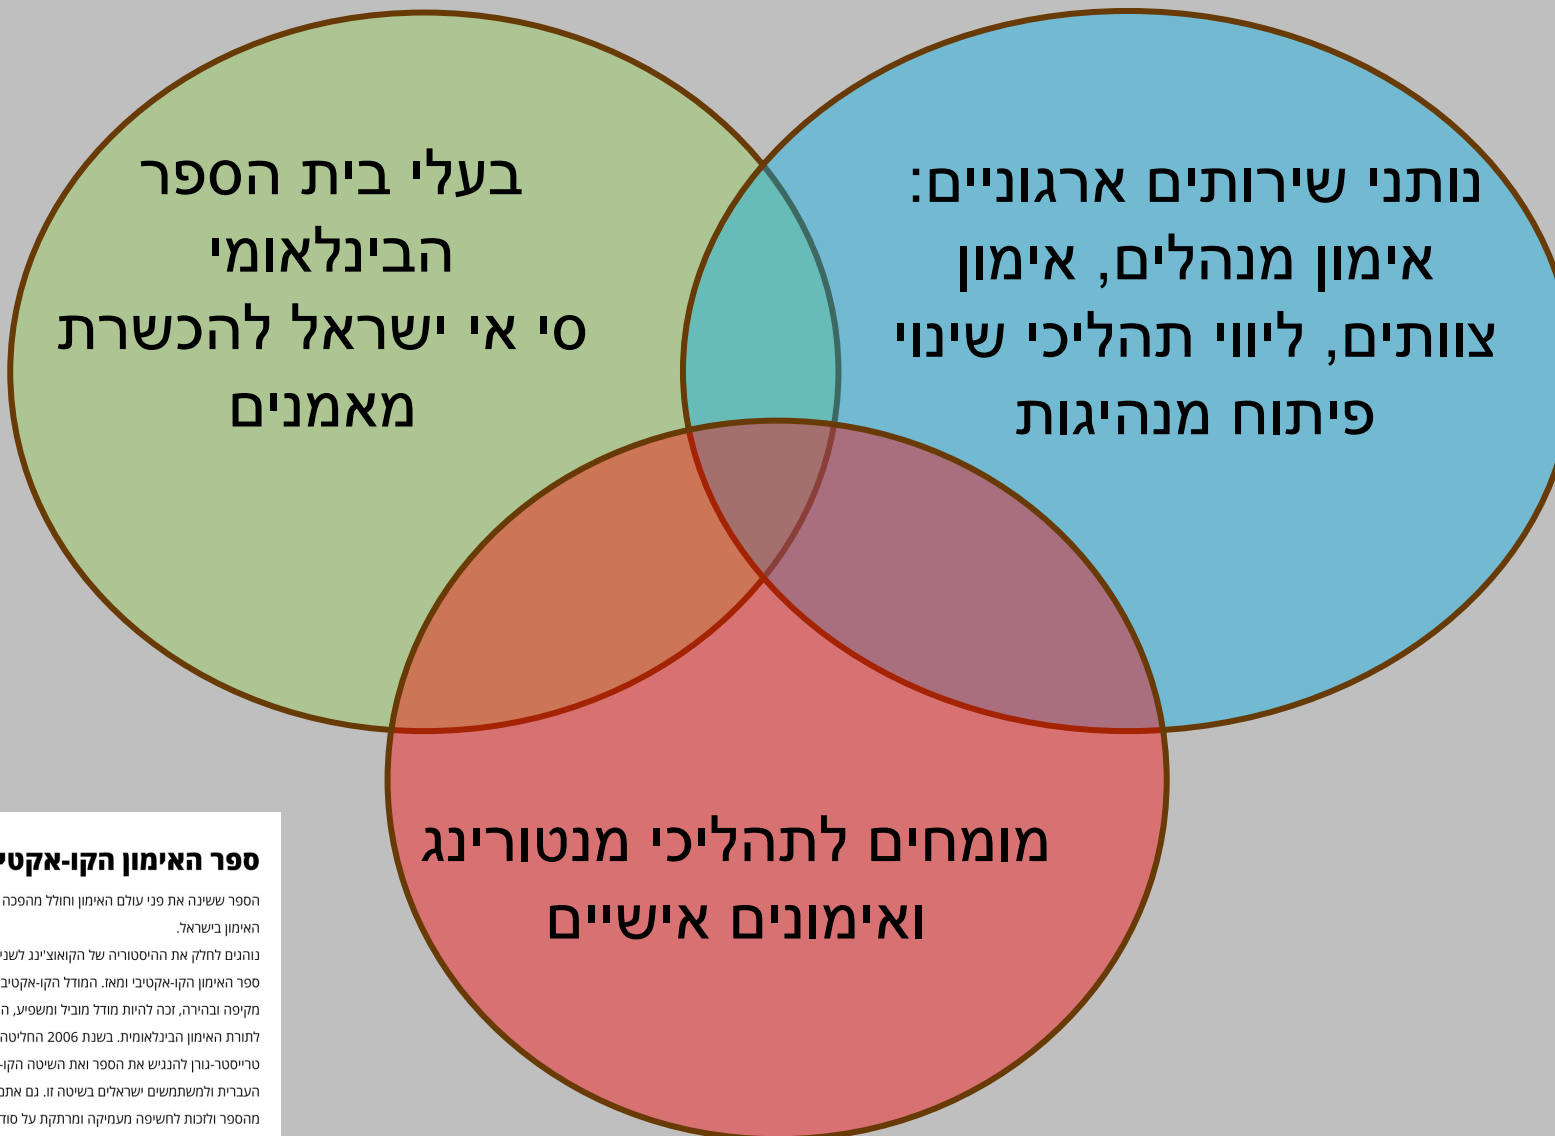 בעלי בית הספר
הבינלאומי
סי אי ישראל להכשרת
מאמנים
נותני שירותים ארגוניים:
אימון מנהלים, אימון
צוותים, ליווי תהליכי שינוי
פיתוח מנהיגות
מומחים לתהליכי מנטורינג
ואימונים אישיים
ספר האימון הקו-אקטי
הספר ששינה את פני עולם האימון וחולל מהפכה
האימון בישראל.
נוהגים לחלק את ההיסטוריה של הקואוצ'ינג לשני
ספר האימון הקו-אקטיבי ומאז. המודל הקו-אקטיב
מקיפה ובהירה, זכה להיות מודל מוביל ומשפיע, ה
לתורת האימון הבינלאומית. בשנת 2006 החליטה
טרייסטר-גורן להנגיש את הספר ואת השיטה הקו-
העברית ולמשתמשים ישראלים בשיטה זו. גם אתם
מהספר ולזכות לחשיפה מעמיקה ומרתקת על סוד